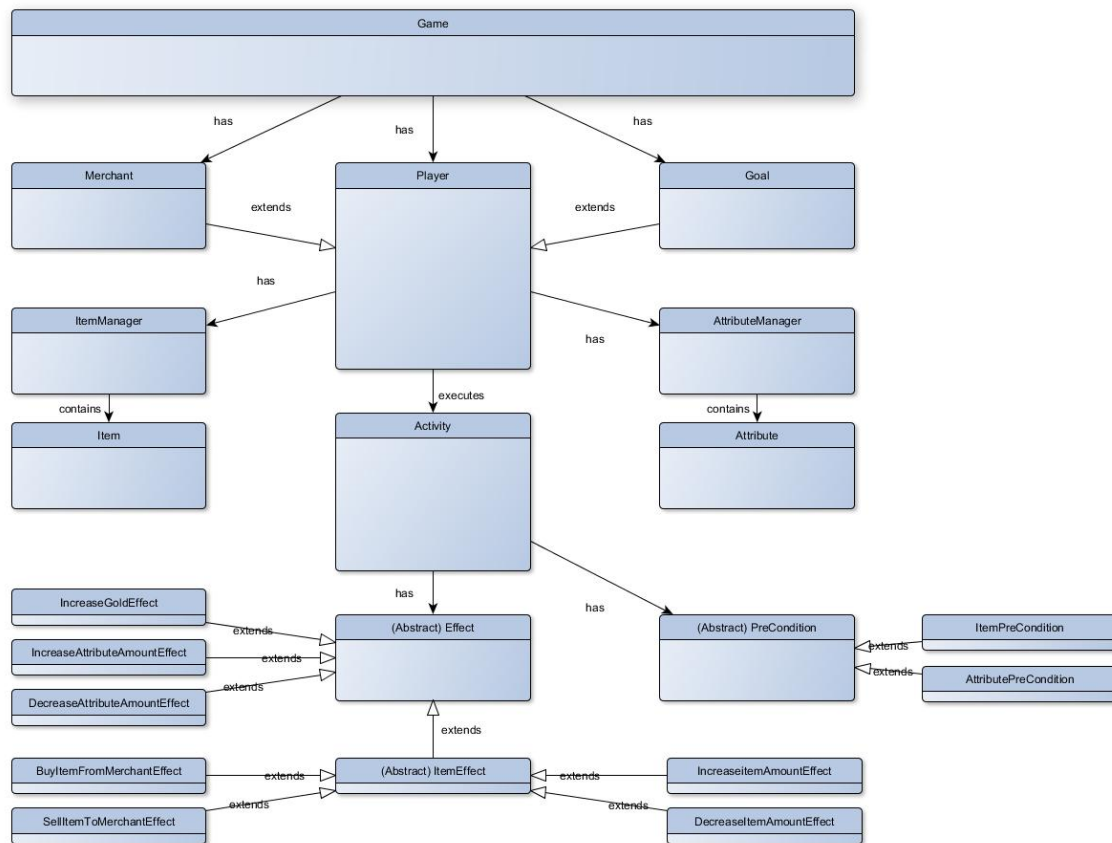 Game
has
has
has
Merchant
Player
Goal
extends
extends
has
ItemManager
AttributeManager
has
contains
executes
contains
Item
Activity
Attribute
IncreaseGoldEffect
has
has
(Abstract) Effect
(Abstract) PreCondition
ItemPreCondition
extends
extends
IncreaseAttributeAmountEffect
extends
extends
AttributePreCondition
DecreaseAttributeAmountEffect
extends
extends
BuyItemFromMerchantEffect
extends
(Abstract) ItemEffect
extends
IncreaseitemAmountEffect
SellItemToMerchantEffect
extends
extends
DecreaseItemAmountEffect